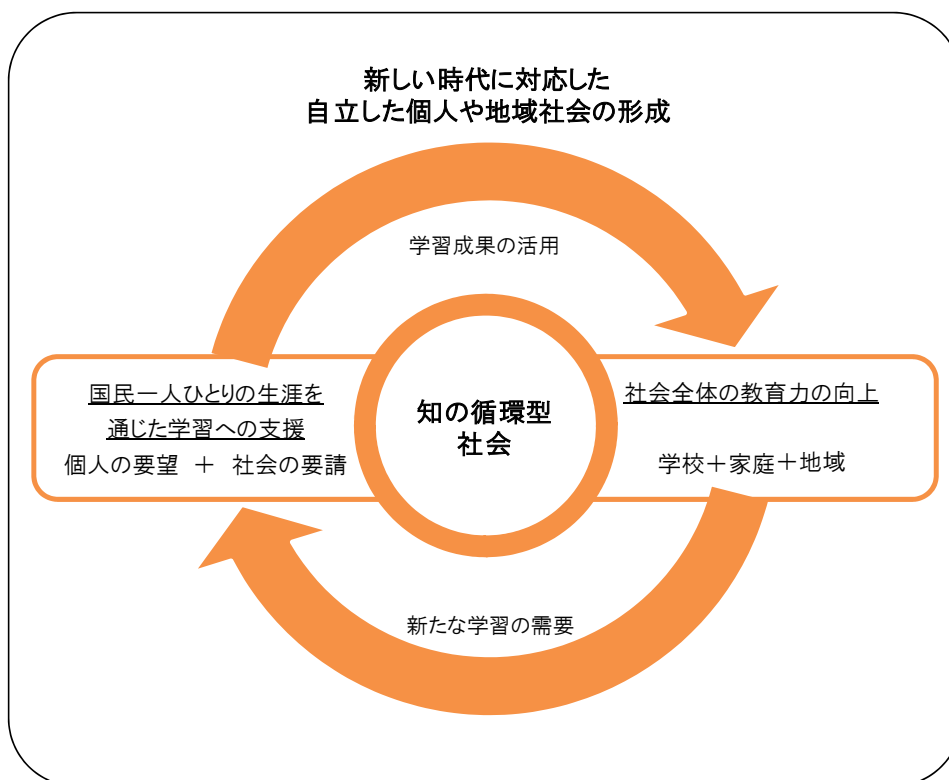 新しい時代に対応した
自立した個人や地域社会の形成
学習成果の活用
国民一人ひとりの生涯を
通じた学習への支援
個人の要望 ＋ 社会の要請
知の循環型
社会
社会全体の教育力の向上
学校＋家庭＋地域
新たな学習の需要